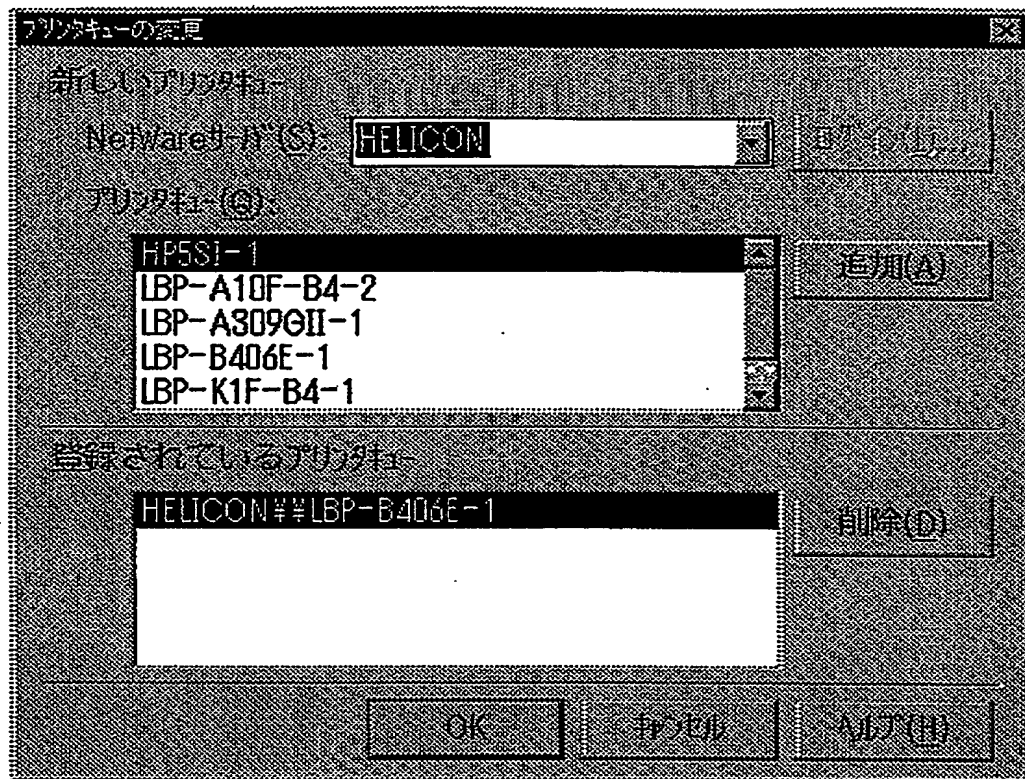 プリンタキューの変更
新しいプリンタキュー
NetWareサーバ(S): HELICON ログイン(L)...
プリンタキュー(Q):
HP5SI-1
LBP-A10F-B4-2
LBP-A309GII-1
LBP-B406E-1
LBP-K1F-B4-1
追加(A)
登録されているプリンタキュー
HELICON¥¥LBP-B406E-1
削除(D)
OK キャンセル ヘルプ(H)